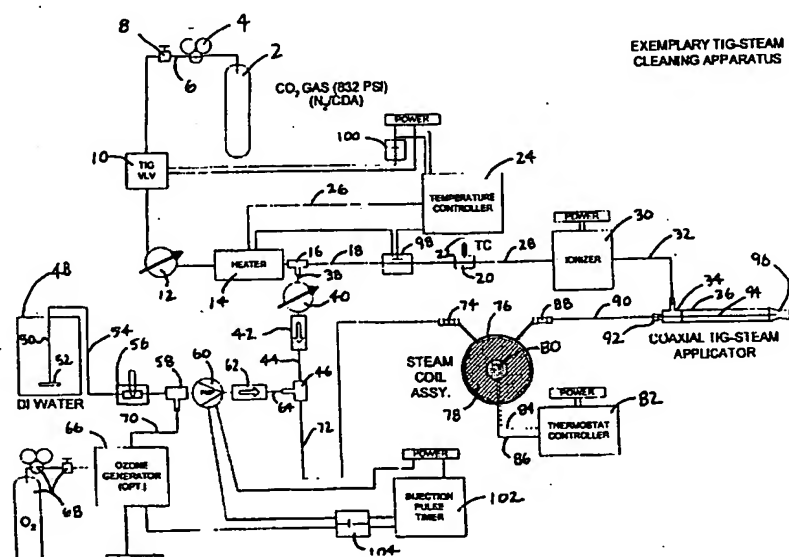 EXEMPLARY TIG-STEAM
CLEANING APPARATUS
8
4
6
2
CO2 GAS (832 PSI)
(N2/CDA)
POWER
100
10
TIG
VLV
24
26
TEMPERATURE
CONTROLLER
POWER
30
IONIZER
32
HEATER
16
18
98
22
TC
20
28
12
14
38
40
34
36
94
96
48
42
74
76
88
90
92
COAXIAL TIG-STEAM
APPLICATOR
50
54
52
56
58
60
62
44
46
64
STEAM
COIL
ASSY.
80
78
DI WATER
70
72
POWER
84
82
THERMOSTAT
CONTROLLER
86
66
OZONE
GENERATOR
(OPT.)
68
O2
POWER
INJECTION
PULSE
TIMER
102
104